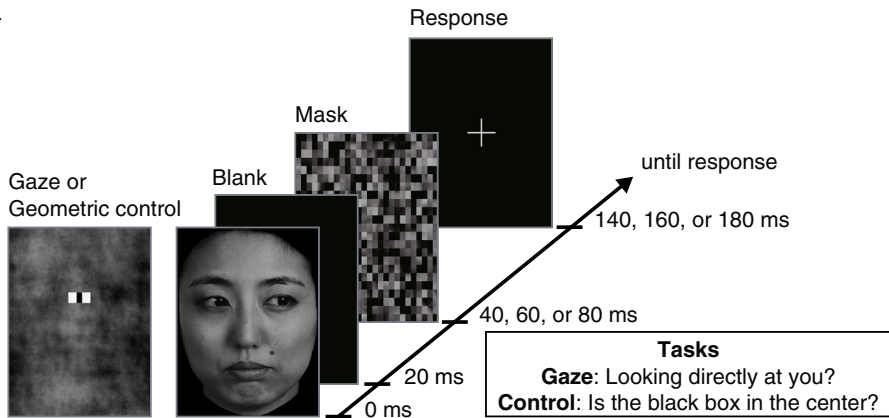 Response
Mask
Blank
Gaze or
Geometric control
until response
140, 160, or 180 ms
40, 60, or 80 ms
20 ms
0 ms
Tasks
Gaze: Looking directly at you?
Control: Is the black box in the center?